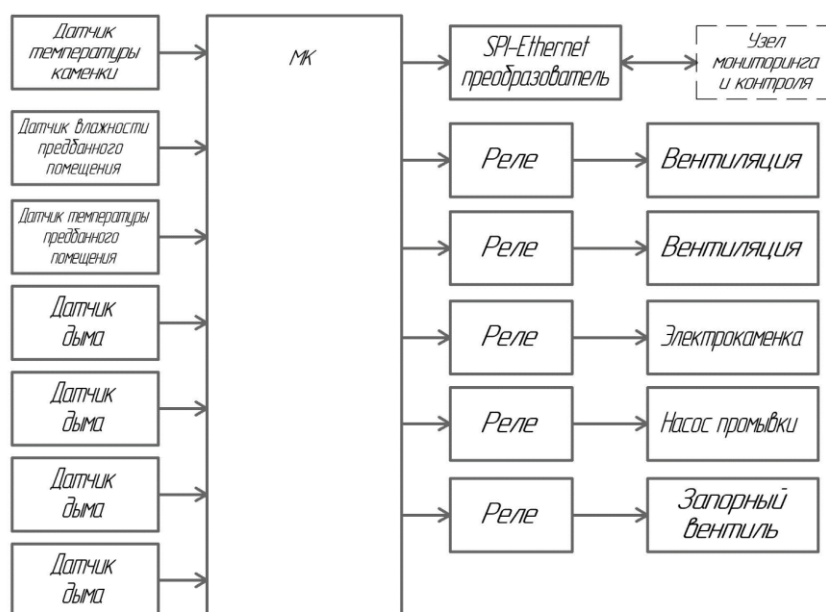 Датчик
температуры
каменки
Датчик влажности
предбанного
помещения
Датчик температуры
предбанного
помещения
Датчик
дыма
Датчик
дыма
Датчик
дыма
Датчик
дыма
МК
SPI-Ethernet
преобразователь
Узел
мониторинга
и контроля
Реле
Вентиляция
Реле
Вентиляция
Реле
Электрокаменка
Реле
Насос промывки
Реле
Запорный
вентиль